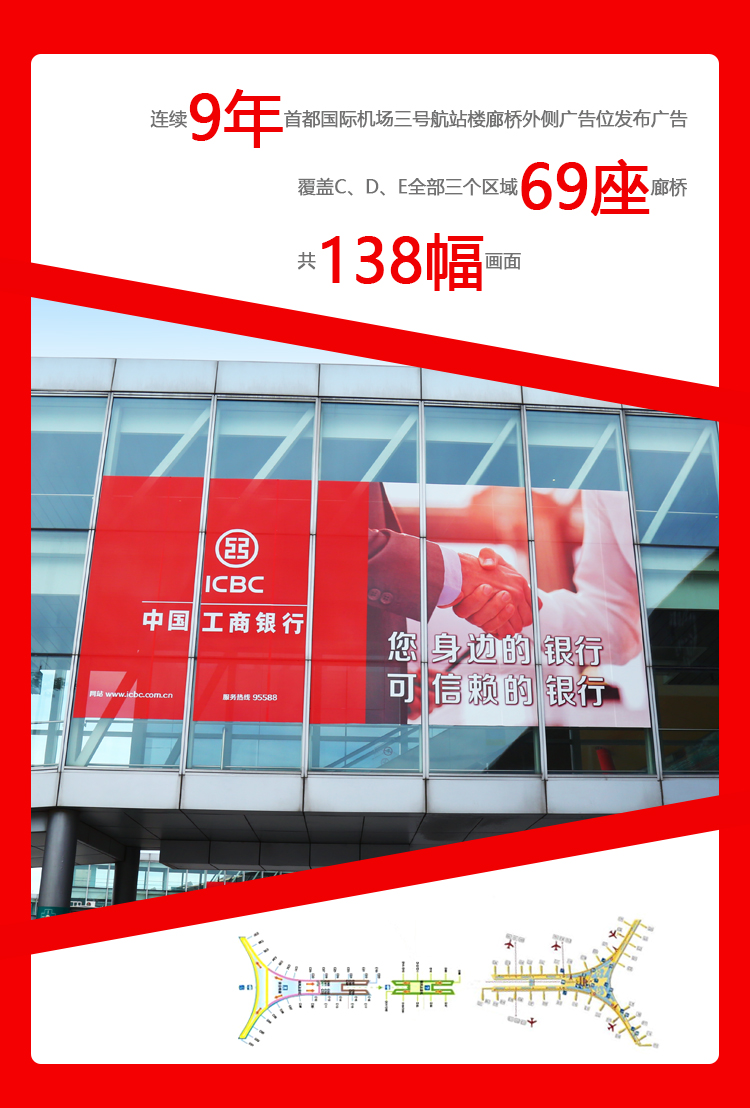 连续9年首都国际机场三号航站楼廊桥外侧广告位发布广告
覆盖C、D、E全部三个区域69座廊桥
共138幅画面
ICBC
中国工商银行
您身边的银行
可信赖的银行
网站 www.icbc.com.cn
服务热线 95588